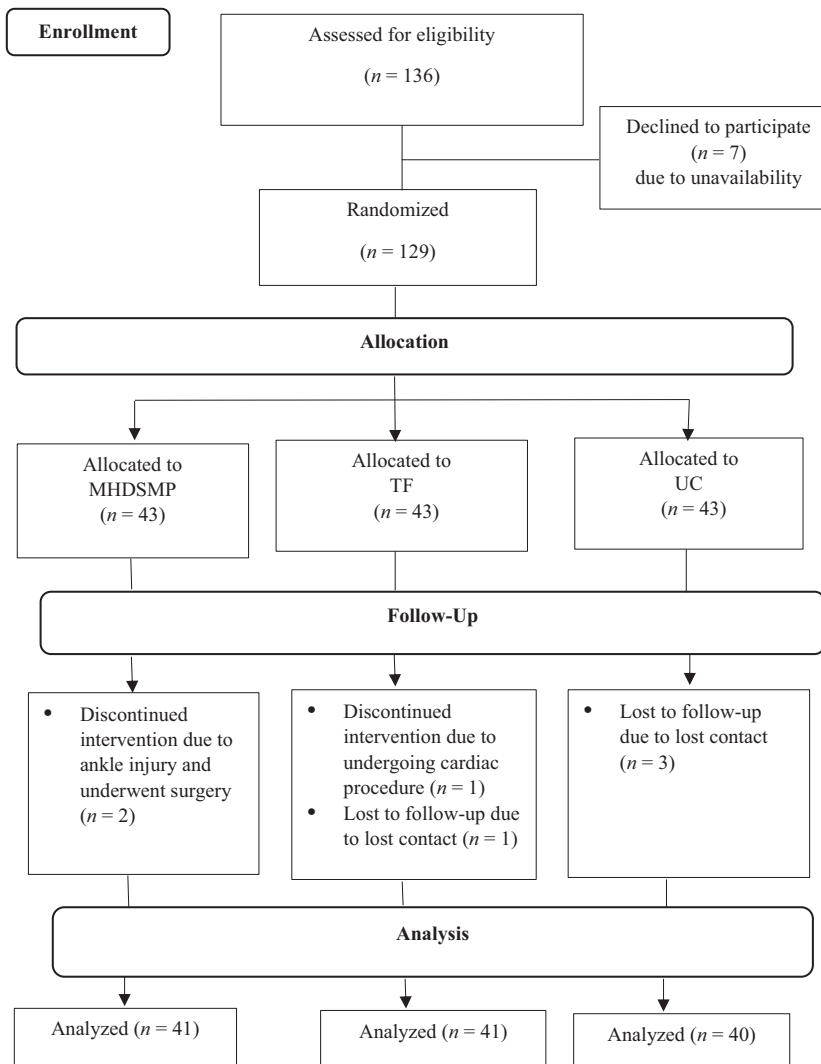 Enrollment
Assessed for eligibility
(n = 136)
Declined to participate
(n = 7)
due to unavailability
Randomized
(n = 129)
Allocation
Allocated to
MHDSMP
(n = 43)
Allocated to
TF
(n = 43)
Allocated to
UC
(n = 43)
Follow-Up
• Discontinued
intervention due to
ankle injury and
underwent surgery
(n = 2)
• Discontinued
intervention due to
undergoing cardiac
procedure (n = 1)
• Lost to follow-up due
to lost contact (n = 1)
• Lost to follow-up
due to lost contact
(n = 3)
Analysis
Analyzed (n = 41)
Analyzed (n = 41)
Analyzed (n = 40)